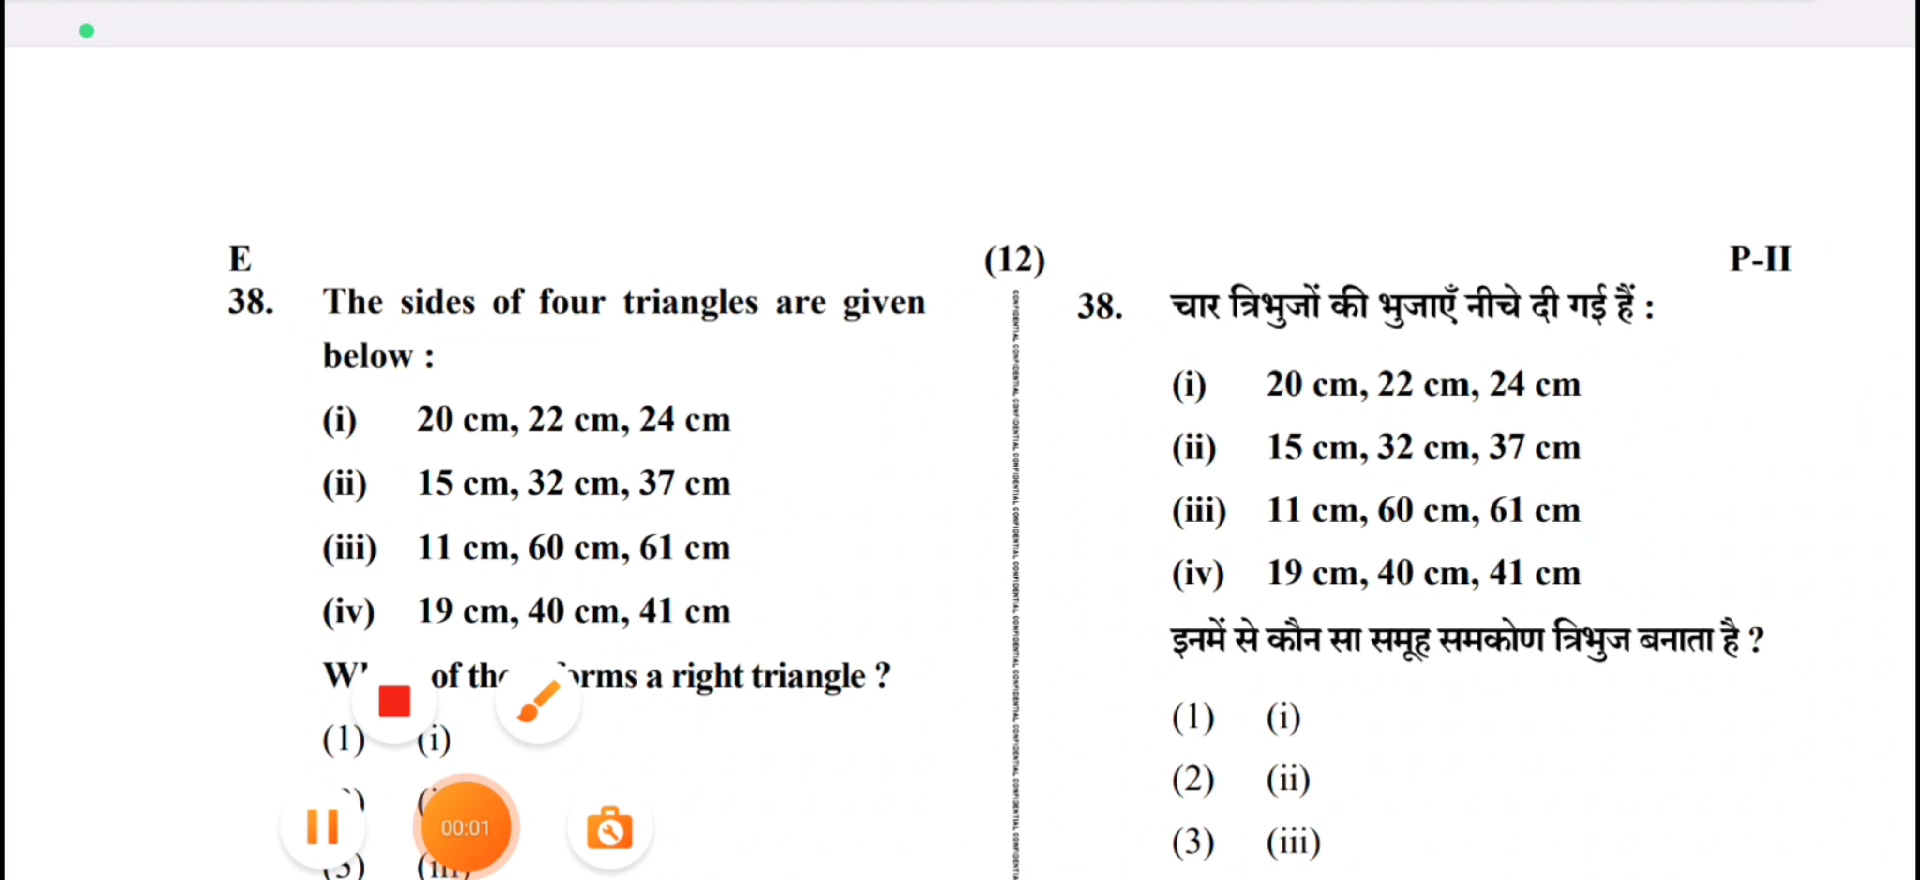 E
(12)
P-II
38. The sides of four triangles are given
below :
(i) 20 cm, 22 cm, 24 cm
(ii) 15 cm, 32 cm, 37 cm
(iii) 11 cm, 60 cm, 61 cm
(iv) 19 cm, 40 cm, 41 cm
of a right triangle ?
(1) (i)
00:01
38. चार त्रिभुजों की भुजाएँ नीचे दी गई हैं :
(i) 20 cm, 22 cm, 24 cm
(ii) 15 cm, 32 cm, 37 cm
(iii) 11 cm, 60 cm, 61 cm
(iv) 19 cm, 40 cm, 41 cm
इनमें से कौन सा समूह समकोण त्रिभुज बनाता है ?
(1) (i)
(2) (ii)
(3) (iii)